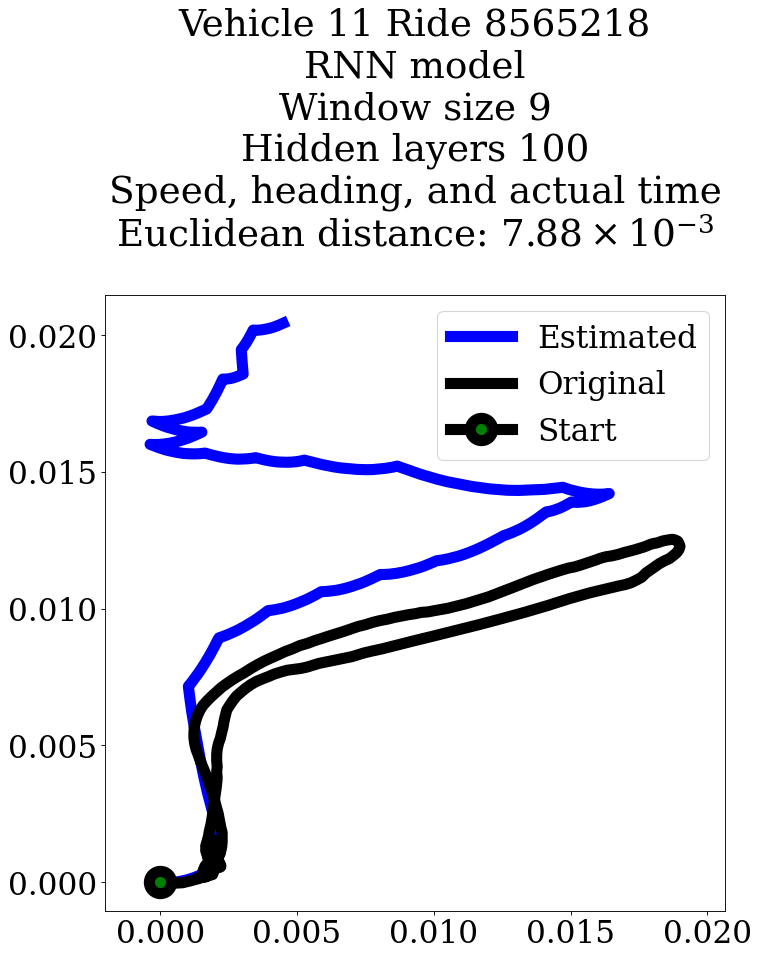 Vehicle 11 Ride 8565218
RNN model
Window size 9
Hidden layers 100
Speed, heading, and actual time
Euclidean distance: 7.88 × 10⁻³
Estimated
Original
Start
0.020
0.015
0.010
0.005
0.000
0.000 0.005 0.010 0.015 0.020